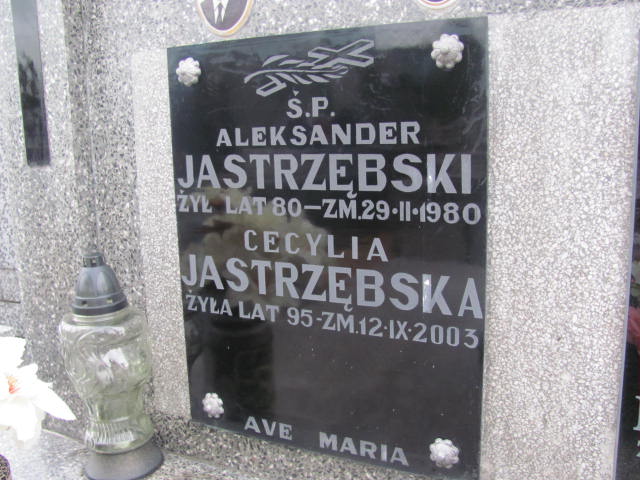 Ś.P.
ALEKSANDER
JASTRZĘBSKI
ŻYŁ LAT 80-ZM.29·II·1980
CECYLIA
JASTRZĘBSKA
ŻYŁA LAT 95-ZM.12·IX·2003
AVE MARIA